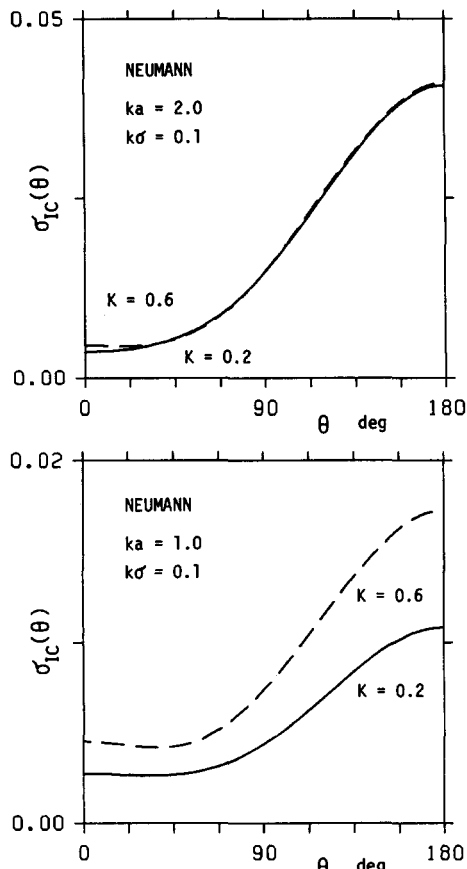 0.05
NEUMANN
ka = 2.0
kσ = 0.1
σIC(θ)
K = 0.6
K = 0.2
0.00
0 90 180
θ deg
0.02
NEUMANN
ka = 1.0
kσ = 0.1
σIC(θ)
K = 0.6
K = 0.2
0.00
0 90 180
θ deg